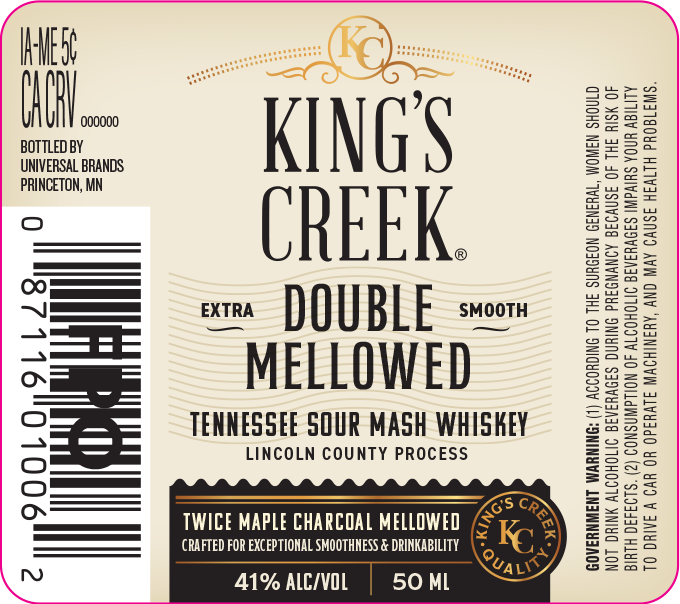 IA-ME 5¢
CA CRV 000000
BOTTLED BY
UNIVERSAL BRANDS
PRINCETON, MN
0 87116 01006 2
FPO
KC
KING'S
CREEK®
EXTRA DOUBLE SMOOTH
MELLOWED
TENNESSEE SOUR MASH WHISKEY
LINCOLN COUNTY PROCESS
TWICE MAPLE CHARCOAL MELLOWED
CRAFTED FOR EXCEPTIONAL SMOOTHNESS & DRINKABILITY
41% ALC/VOL | 50 ML
KING'S CREEK
KC
QUALITY
GOVERNMENT WARNING: (1) ACCORDING TO THE SURGEON GENERAL, WOMEN SHOULD
NOT DRINK ALCOHOLIC BEVERAGES DURING PREGNANCY BECAUSE OF THE RISK OF
BIRTH DEFECTS. (2) CONSUMPTION OF ALCOHOLIC BEVERAGES IMPAIRS YOUR ABILITY
TO DRIVE A CAR OR OPERATE MACHINERY, AND MAY CAUSE HEALTH PROBLEMS.